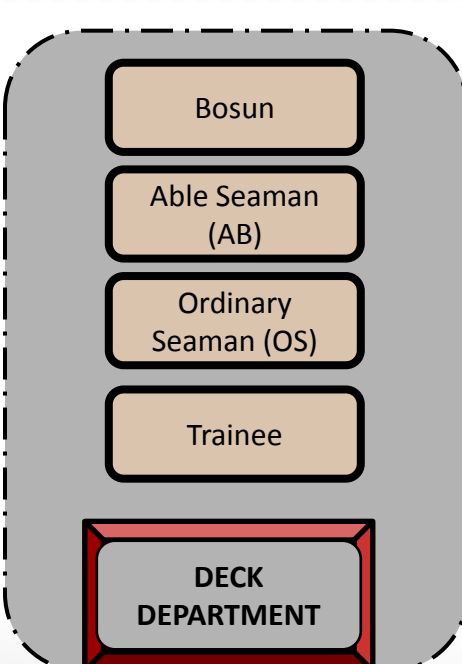 Bosun
Able Seaman
(AB)
Ordinary
Seaman (OS)
Trainee
DECK
DEPARTMENT